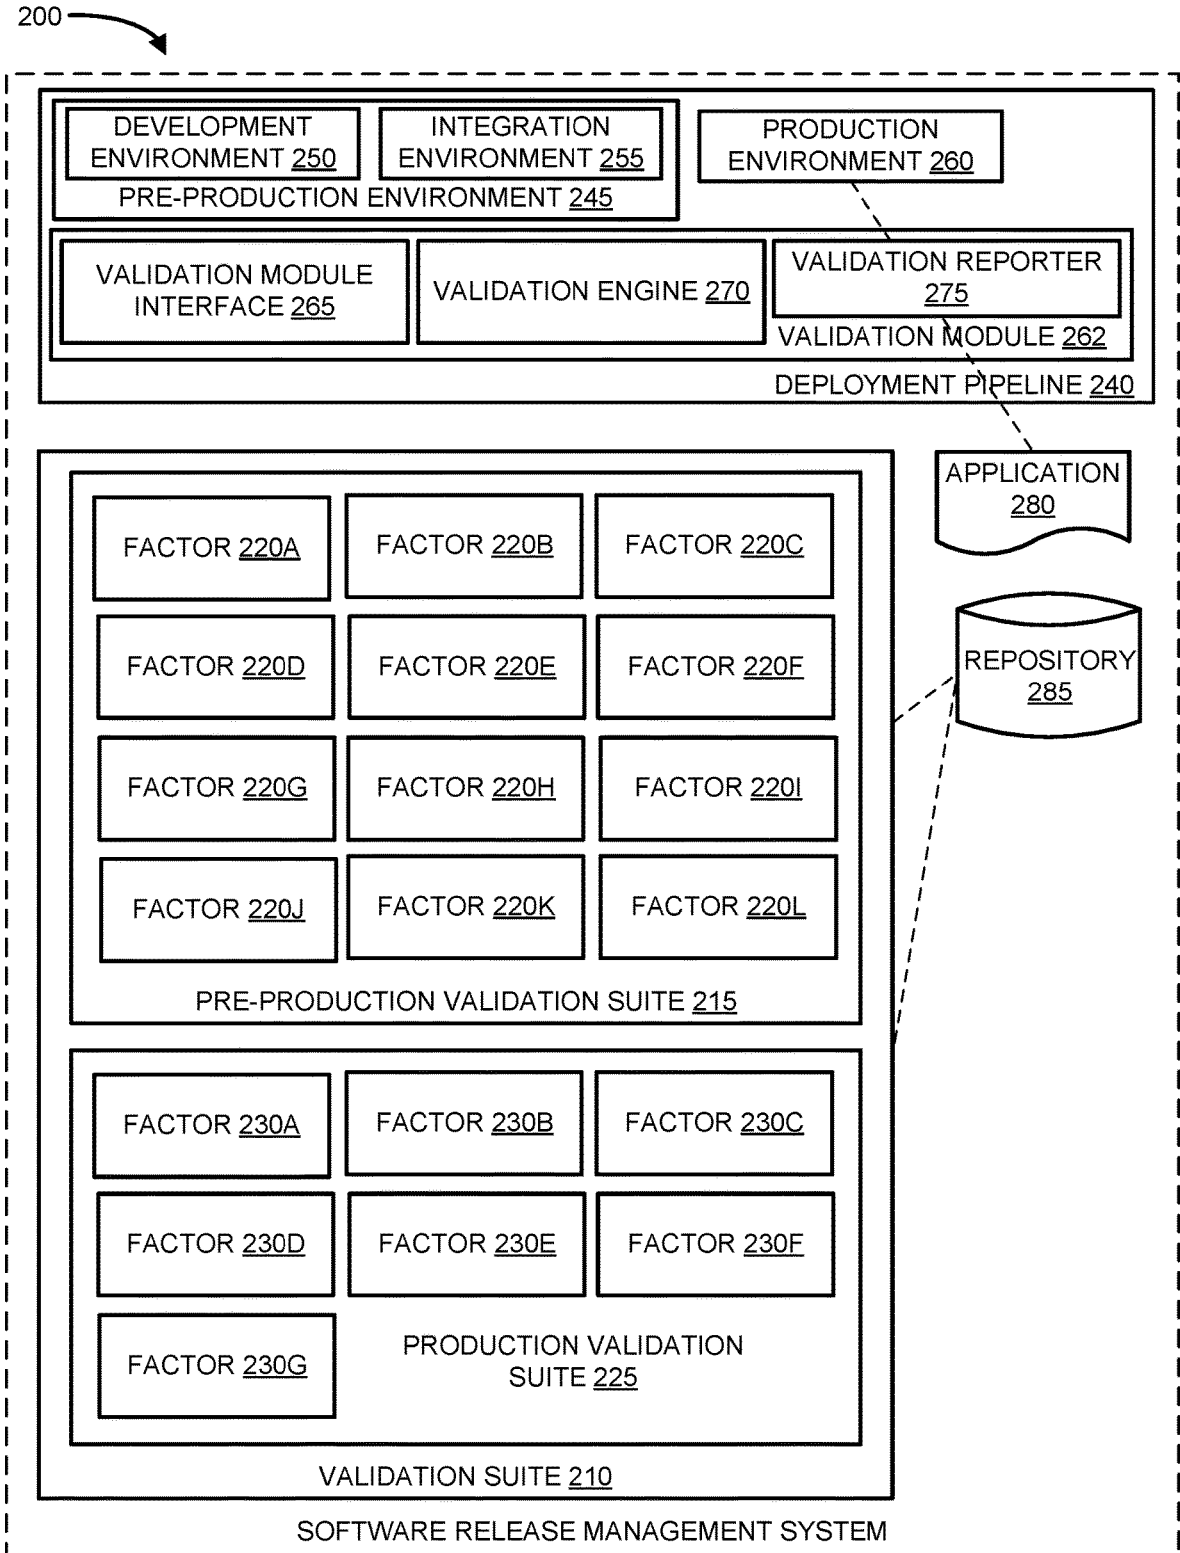 200
DEVELOPMENT
ENVIRONMENT 250
INTEGRATION
ENVIRONMENT 255
PRE-PRODUCTION ENVIRONMENT 245
PRODUCTION
ENVIRONMENT 260
VALIDATION MODULE
INTERFACE 265
VALIDATION ENGINE 270
VALIDATION REPORTER
275
VALIDATION MODULE 262
DEPLOYMENT PIPELINE 240
APPLICATION
280
REPOSITORY
285
FACTOR 220A
FACTOR 220B
FACTOR 220C
FACTOR 220D
FACTOR 220E
FACTOR 220F
FACTOR 220G
FACTOR 220H
FACTOR 220I
FACTOR 220J
FACTOR 220K
FACTOR 220L
PRE-PRODUCTION VALIDATION SUITE 215
FACTOR 230A
FACTOR 230B
FACTOR 230C
FACTOR 230D
FACTOR 230E
FACTOR 230F
FACTOR 230G
PRODUCTION VALIDATION
SUITE 225
VALIDATION SUITE 210
SOFTWARE RELEASE MANAGEMENT SYSTEM